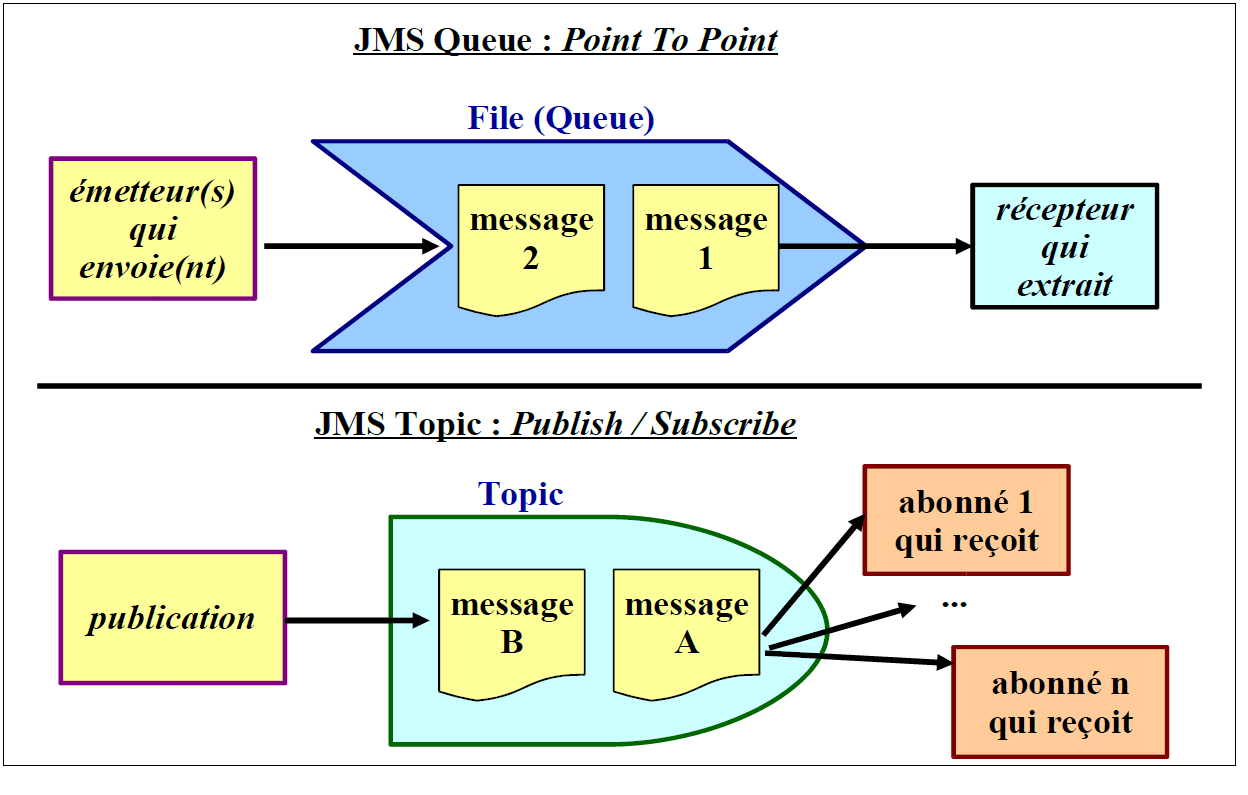 JMS Queue : Point To Point
File (Queue)
émetteur(s)
qui
envoie(nt)
message
2
message
1
récepteur
qui
extrait
JMS Topic : Publish / Subscribe
Topic
publication
message
B
message
A
abonné 1
qui reçoit
...
abonné n
qui reçoit